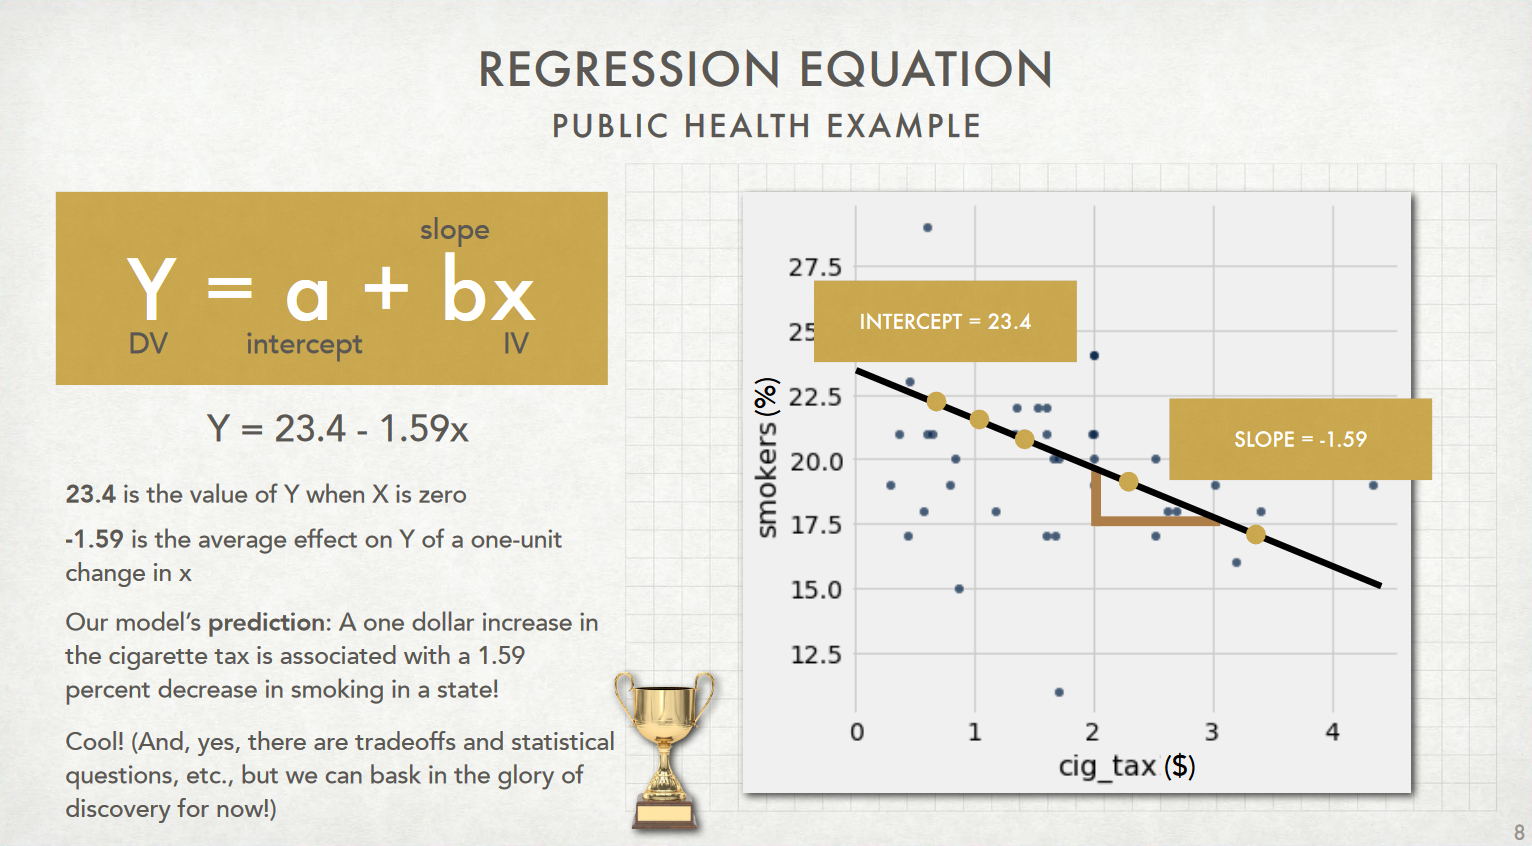 REGRESSION EQUATION
PUBLIC HEALTH EXAMPLE
slope
Y = a + bx
DV intercept IV
Y = 23.4 - 1.59x
23.4 is the value of Y when X is zero
-1.59 is the average effect on Y of a one-unit
change in x
Our model's prediction: A one dollar increase in
the cigarette tax is associated with a 1.59
percent decrease in smoking in a state!
Cool! (And, yes, there are tradeoffs and statistical
questions, etc., but we can bask in the glory of
discovery for now!)
27.5
INTERCEPT = 23.4
25
22.5
SLOPE = -1.59
20.0
17.5
15.0
12.5
smokers (%)
0 1 2 3 4
cig_tax ($)
8